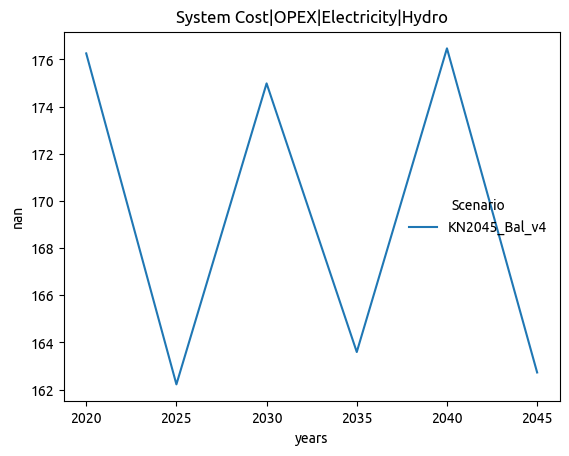 System Cost|OPEX|Electricity|Hydro
176
174
172
170
168
166
164
162
nan
Scenario
KN2045_Bal_v4
2020 2025 2030 2035 2040 2045
years